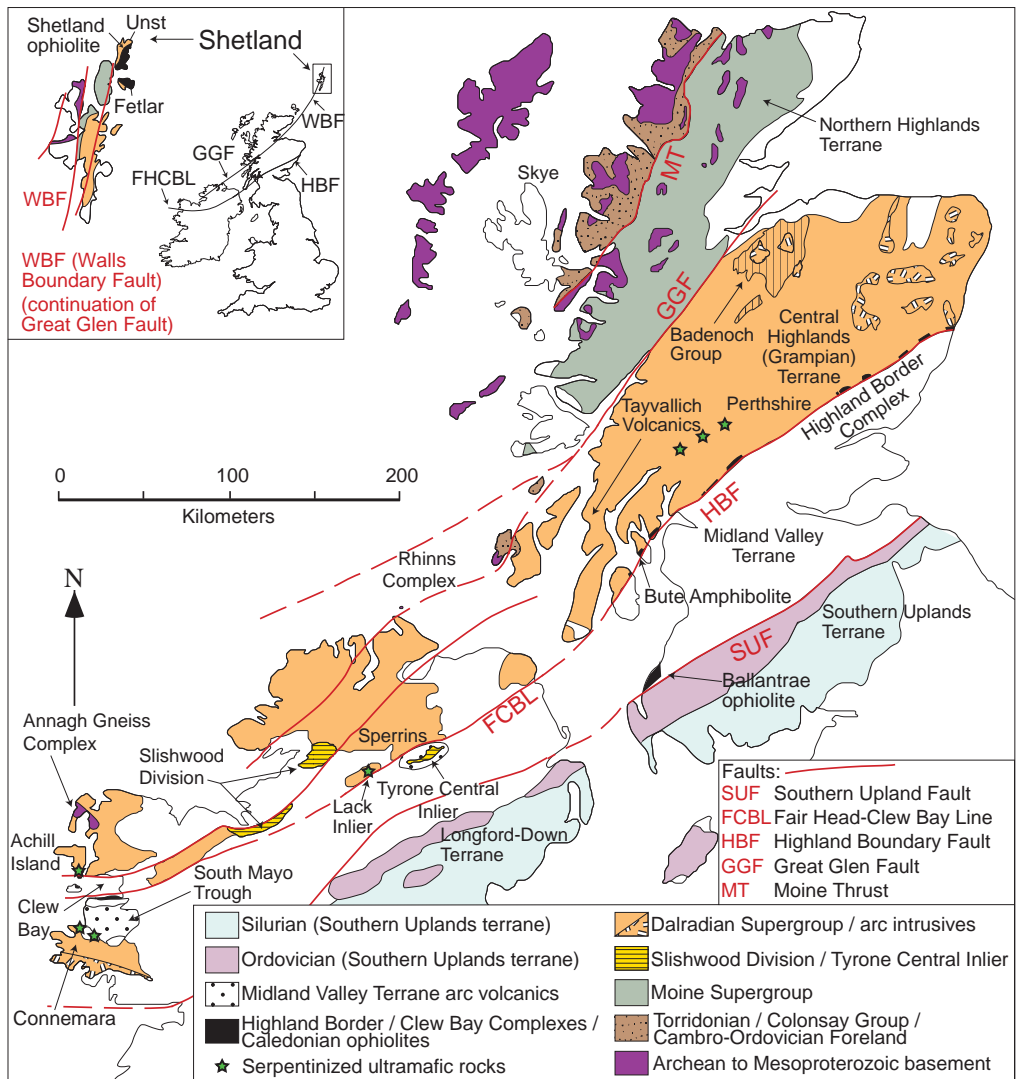 Shetland
ophiolite
Unst
Shetland
Fetlar
WBF
GGF
FHCBL
HBF
WBF
WBF (Walls
Boundary Fault)
(continuation of
Great Glen Fault)
Skye
MT
Northern Highlands
Terrane
GGF
Badenoch
Group
Central
Highlands
(Grampian)
Terrane
Tayvallich
Volcanics
Perthshire
Highland Border
Complex
0
100
200
Kilometers
HBF
Midland Valley
Terrane
Rhinns
Complex
N
Bute Amphibolite
Southern Uplands
Terrane
SUF
Ballantrae
ophiolite
FCBL
Annagh Gneiss
Complex
Slishwood
Division
Sperrins
Tyrone Central
Inlier
Lack
Inlier
Longford-Down
Terrane
Achill
Island
South Mayo
Trough
Clew
Bay
Connemara
Faults:
SUF Southern Upland Fault
FCBL Fair Head-Clew Bay Line
HBF Highland Boundary Fault
GGF Great Glen Fault
MT Moine Thrust
Silurian (Southern Uplands terrane)
Ordovician (Southern Uplands terrane)
Midland Valley Terrane arc volcanics
Highland Border / Clew Bay Complexes /
Caledonian ophiolites
Serpentinized ultramafic rocks
Dalradian Supergroup / arc intrusives
Slishwood Division / Tyrone Central Inlier
Moine Supergroup
Torridonian / Colonsay Group /
Cambro-Ordovician Foreland
Archean to Mesoproterozoic basement